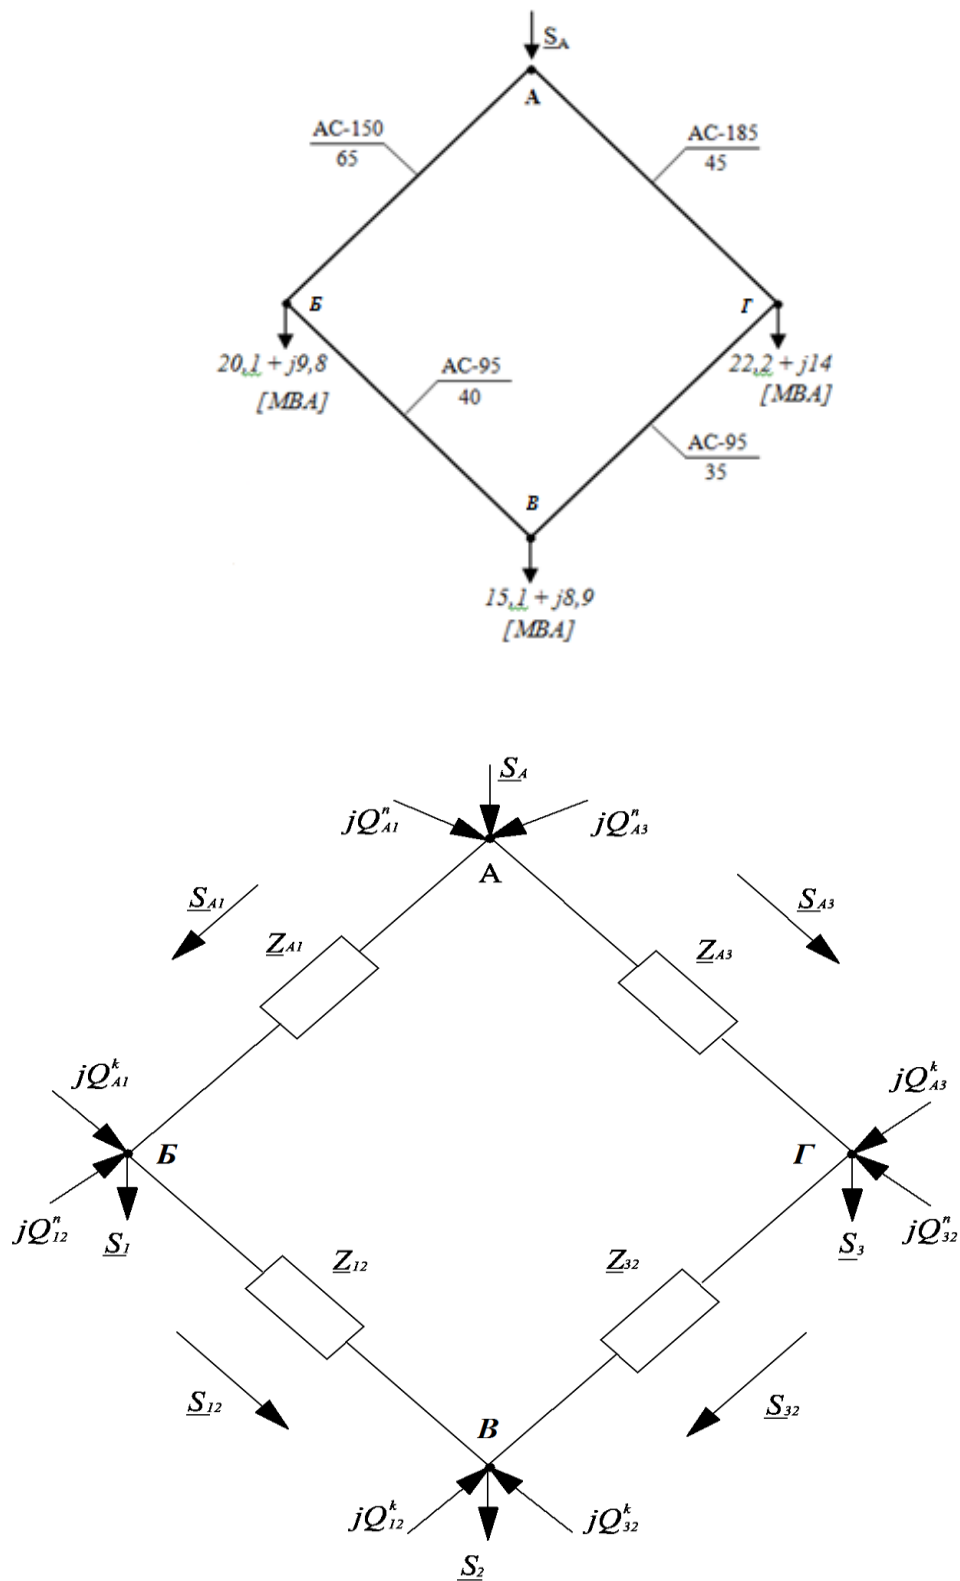 S_A
А
АС-150
65
АС-185
45
Б
Г
20,1 + j9,8
[МВА]
АС-95
40
22,2 + j14
[МВА]
АС-95
35
В
15,1 + j8,9
[МВА]
S_A
jQ^n_A1
jQ^n_A3
А
S_A1
S_A3
Z_A1
Z_A3
jQ^k_A1
jQ^k_A3
Б
Г
jQ^n_12
S_1
S_3
jQ^n_32
Z_12
Z_32
S_12
S_32
В
jQ^k_12
jQ^k_32
S_2